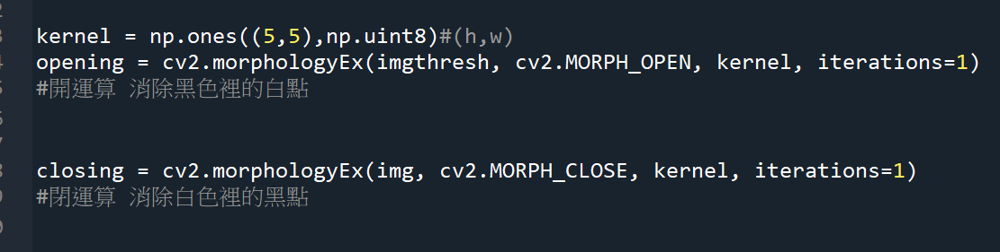 kernel = np.ones((5,5),np.uint8)#(h,w)
opening = cv2.morphologyEx(imgthresh, cv2.MORPH_OPEN, kernel, iterations=1)
#開運算 消除黑色裡的白點
closing = cv2.morphologyEx(img, cv2.MORPH_CLOSE, kernel, iterations=1)
#閉運算 消除白色裡的黑點